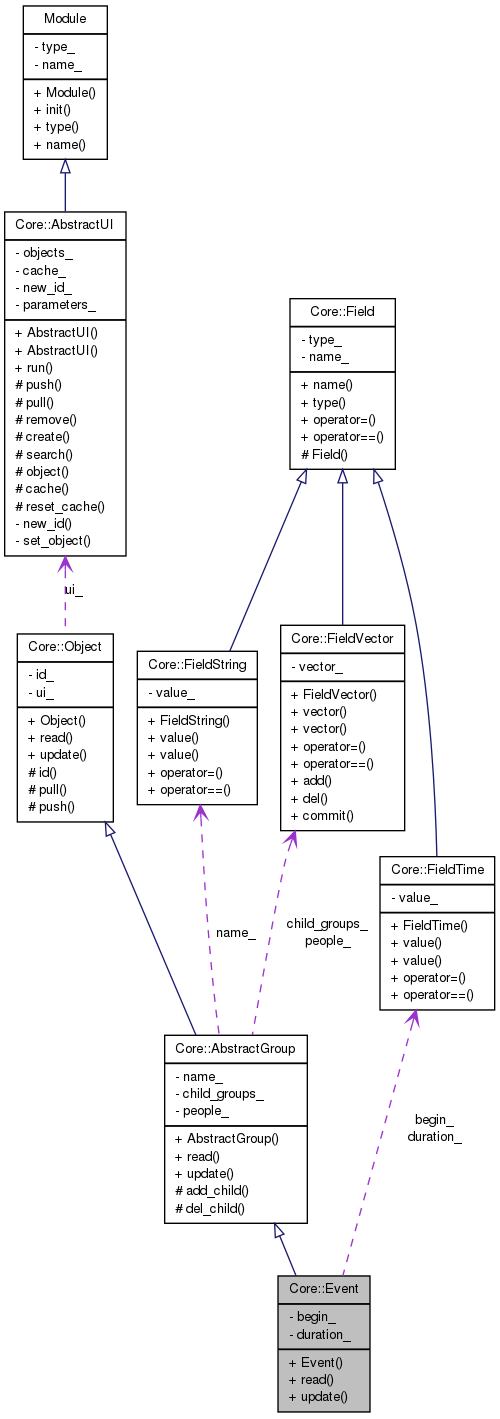 Module
- type_
- name_
+ Module()
+ init()
+ type()
+ name()
Core::AbstractUI
- objects_
- cache_
- new_id_
- parameters_
+ AbstractUI()
+ AbstractUI()
+ run()
# push()
# pull()
# remove()
# create()
# search()
# object()
# cache()
# reset_cache()
- new_id()
- set_object()
Core::Field
- type_
- name_
+ name()
+ type()
+ operator=()
+ operator==()
# Field()
ui_
Core::Object
- id_
- ui_
+ Object()
+ read()
+ update()
# id()
# pull()
# push()
Core::FieldString
- value_
+ FieldString()
+ value()
+ value()
+ operator=()
+ operator==()
Core::FieldVector
- vector_
+ FieldVector()
+ vector()
+ vector()
+ operator=()
+ operator==()
+ add()
+ del()
+ commit()
Core::FieldTime
- value_
+ FieldTime()
+ value()
+ value()
+ operator=()
+ operator==()
name_
child_groups_
people_
Core::AbstractGroup
- name_
- child_groups_
- people_
+ AbstractGroup()
+ read()
+ update()
# add_child()
# del_child()
begin_
duration_
Core::Event
- begin_
- duration_
+ Event()
+ read()
+ update()